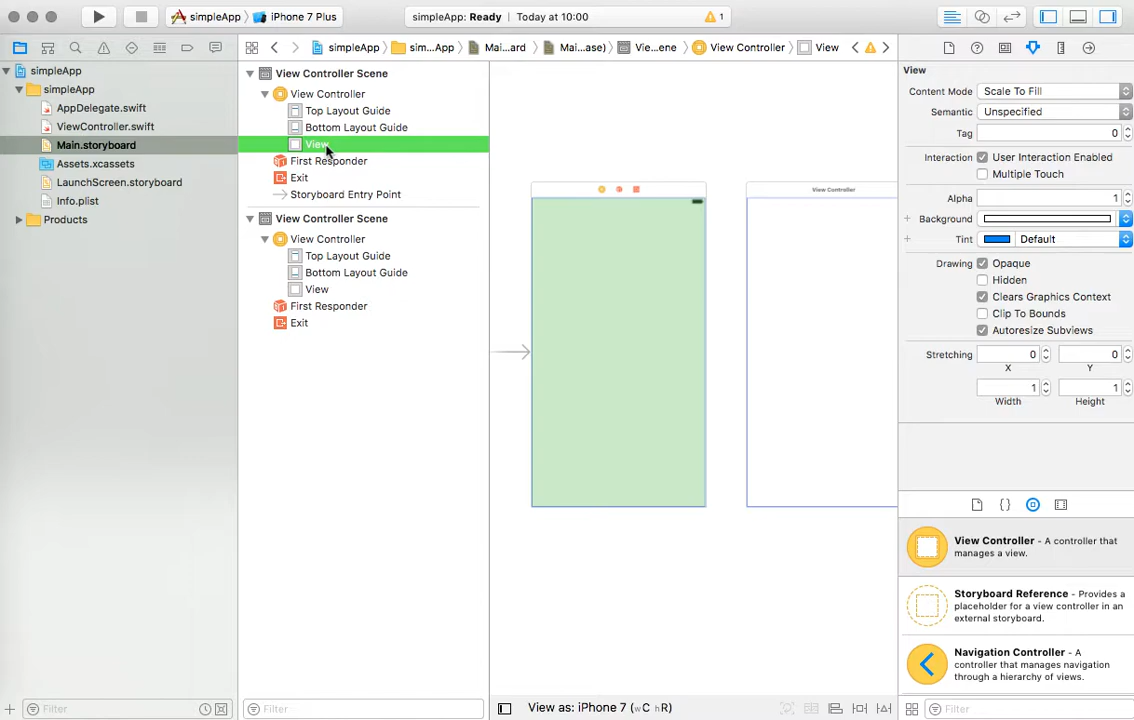 simpleApp
iPhone 7 Plus
simpleApp: Ready
Today at 10:00
1
simpleApp
sim...App
Mai...ard
Mai...ase)
Vie...ene
View Controller
View
simpleApp
simpleApp
AppDelegate.swift
ViewController.swift
Main.storyboard
Assets.xcassets
LaunchScreen.storyboard
Info.plist
Products
View Controller Scene
View Controller
Top Layout Guide
Bottom Layout Guide
View
First Responder
Exit
Storyboard Entry Point
View Controller Scene
View Controller
Top Layout Guide
Bottom Layout Guide
View
First Responder
Exit
View Controller
View
Content Mode Scale To Fill
Semantic Unspecified
Tag 0
Interaction User Interaction Enabled
Multiple Touch
Alpha 1
Background
Tint Default
Drawing Opaque
Hidden
Clears Graphics Context
Clip To Bounds
Autoresize Subviews
Stretching 0 0
X Y
1 1
Width Height
View Controller - A controller that
manages a view.
Storyboard Reference - Provides a
placeholder for a view controller in an
external storyboard.
Navigation Controller - A
controller that manages navigation
through a hierarchy of views.
Filter
Filter
View as: iPhone 7 (wC hR)
Filter